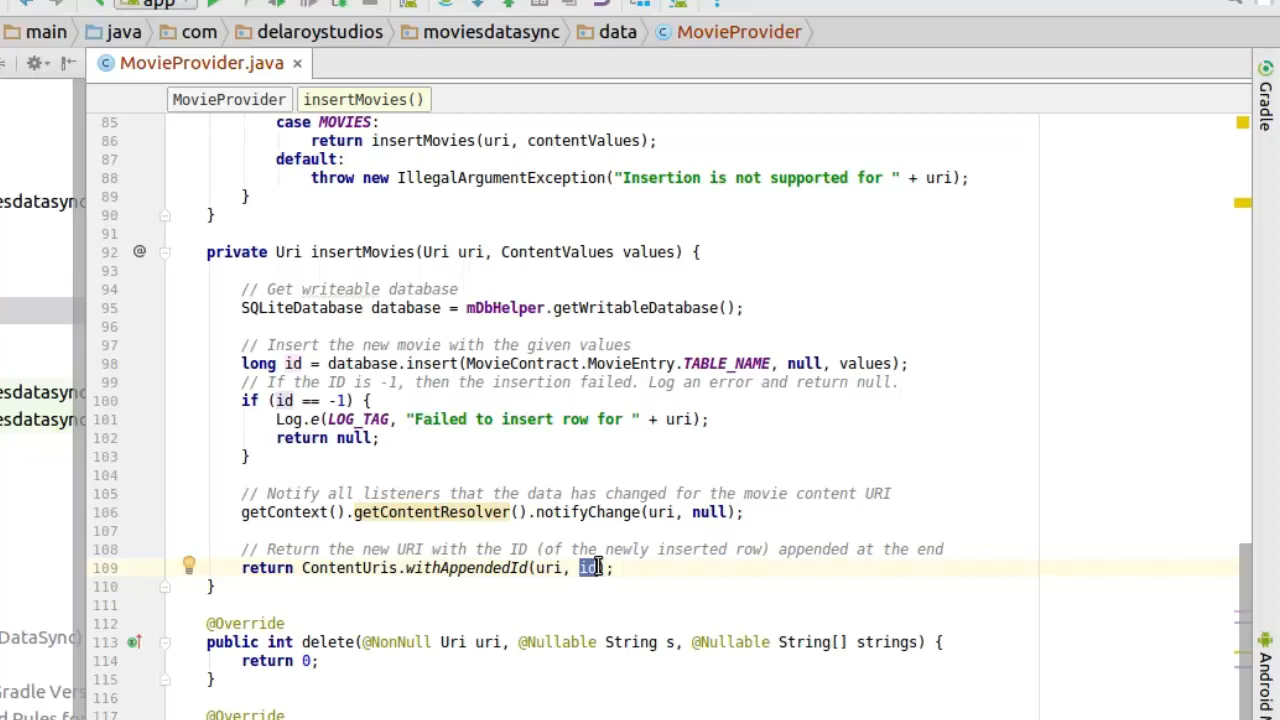 app
main java com delaroystudios moviesdatasync data MovieProvider
MovieProvider.java
MovieProvider insertMovies()
85 case MOVIES:
86 return insertMovies(uri, contentValues);
87 default:
88 throw new IllegalArgumentException("Insertion is not supported for " + uri);
89 }
90 }
91
92 @ private Uri insertMovies(Uri uri, ContentValues values) {
93
94 // Get writeable database
95 SQLiteDatabase database = mDbHelper.getWritableDatabase();
96
97 // Insert the new movie with the given values
98 long id = database.insert(MovieContract.MovieEntry.TABLE_NAME, null, values);
99 // If the ID is -1, then the insertion failed. Log an error and return null.
100 if (id == -1) {
101 Log.e(LOG_TAG, "Failed to insert row for " + uri);
102 return null;
103 }
104
105 // Notify all listeners that the data has changed for the movie content URI
106 getContext().getContentResolver().notifyChange(uri, null);
107
108 // Return the new URI with the ID (of the newly inserted row) appended at the end
109 return ContentUris.withAppendedId(uri, id);
110 }
111
112 @Override
113 public int delete(@NonNull Uri uri, @Nullable String s, @Nullable String[] strings) {
114 return 0;
115 }
116
117 @Override
esdatasyn
esdatasync
esdatasync
DataSync)
Gradle Vers
d Rules for
Gradle
Android M